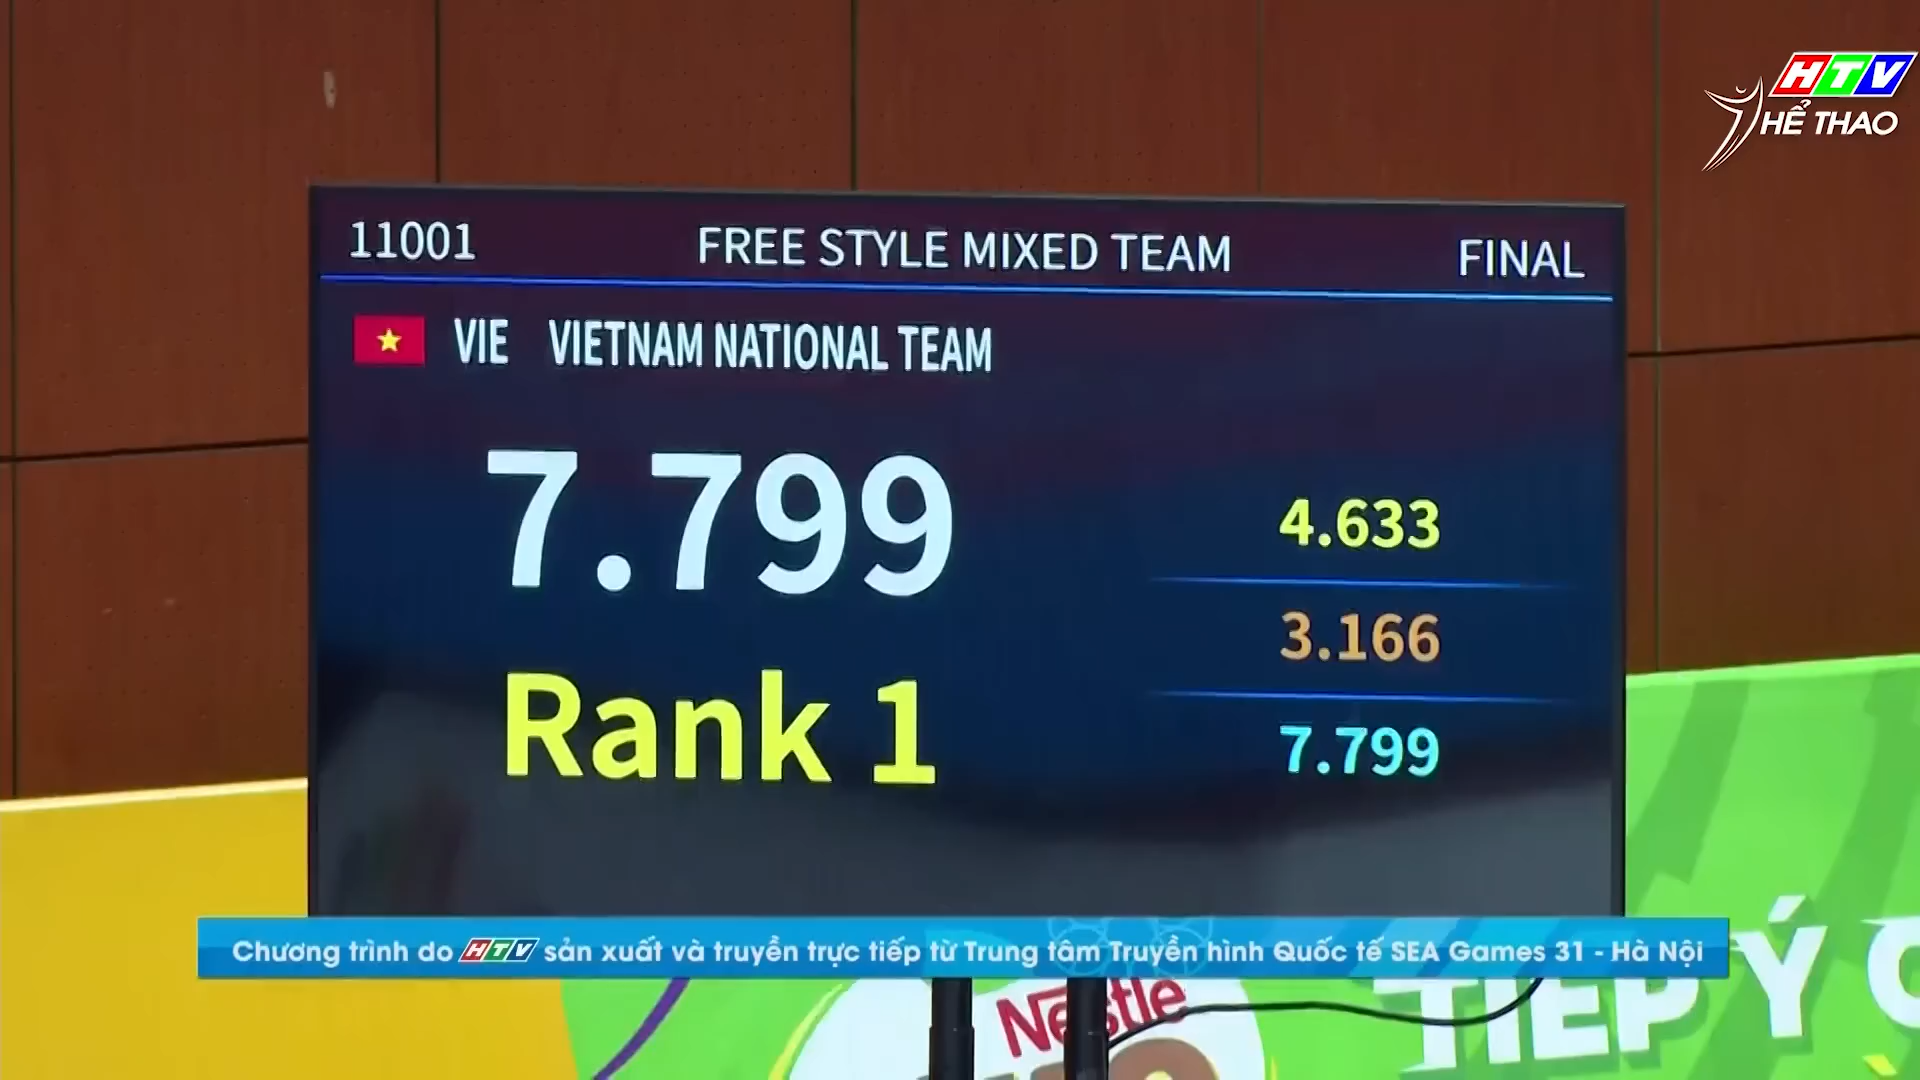 HTV
THỂ THAO
11001 FREE STYLE MIXED TEAM FINAL
VIE VIETNAM NATIONAL TEAM
7.799
4.633
3.166
Rank 1
7.799
Chương trình do HTV sản xuất và truyền trực tiếp từ Trung tâm Truyền hình Quốc tế SEA Games 31 - Hà Nội
Nestle
TIẾP Ý